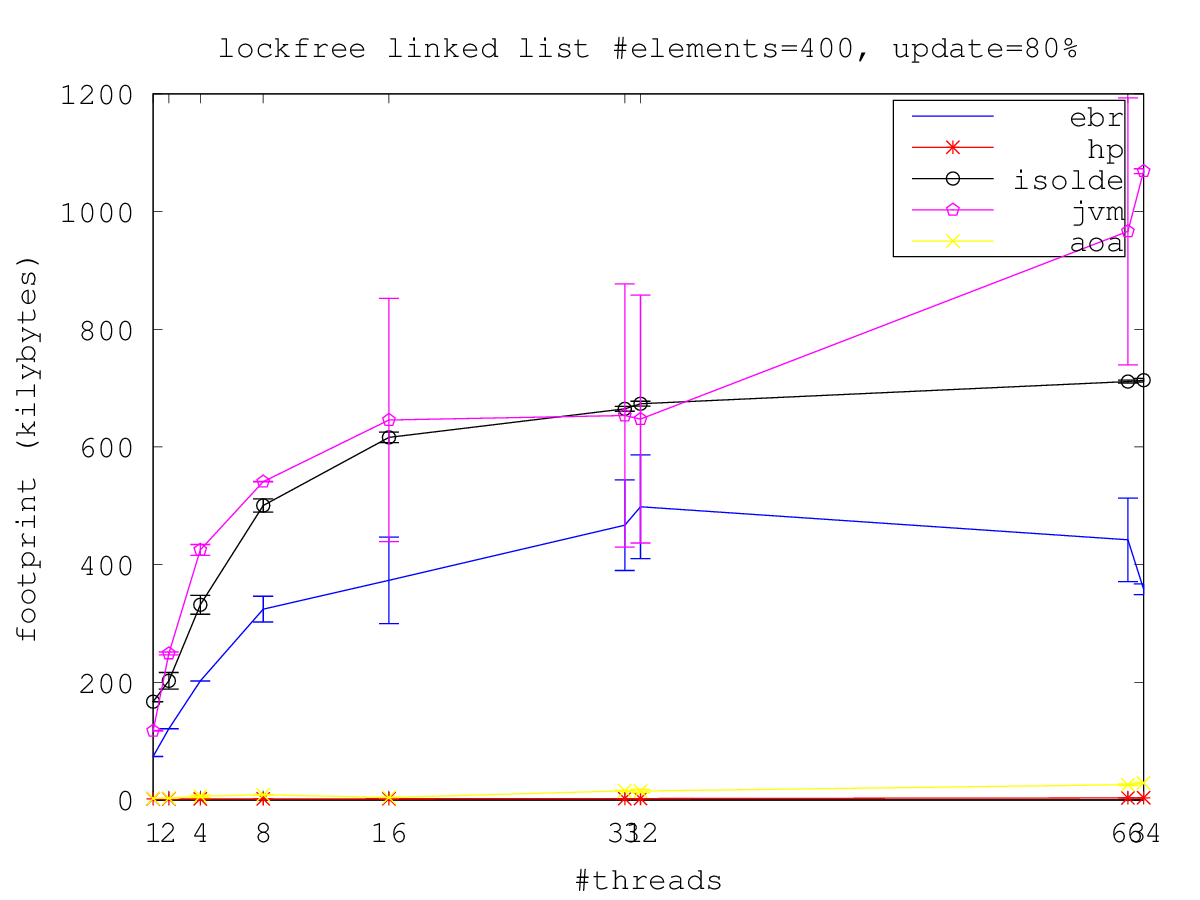 lockfree linked list #elements=400, update=80%
1200
1000
800
600
400
200
0
footprint (kilybytes)
ebr
hp
isolde
jvm
aoa
1 2 4 8 16 31 32 63 64
#threads